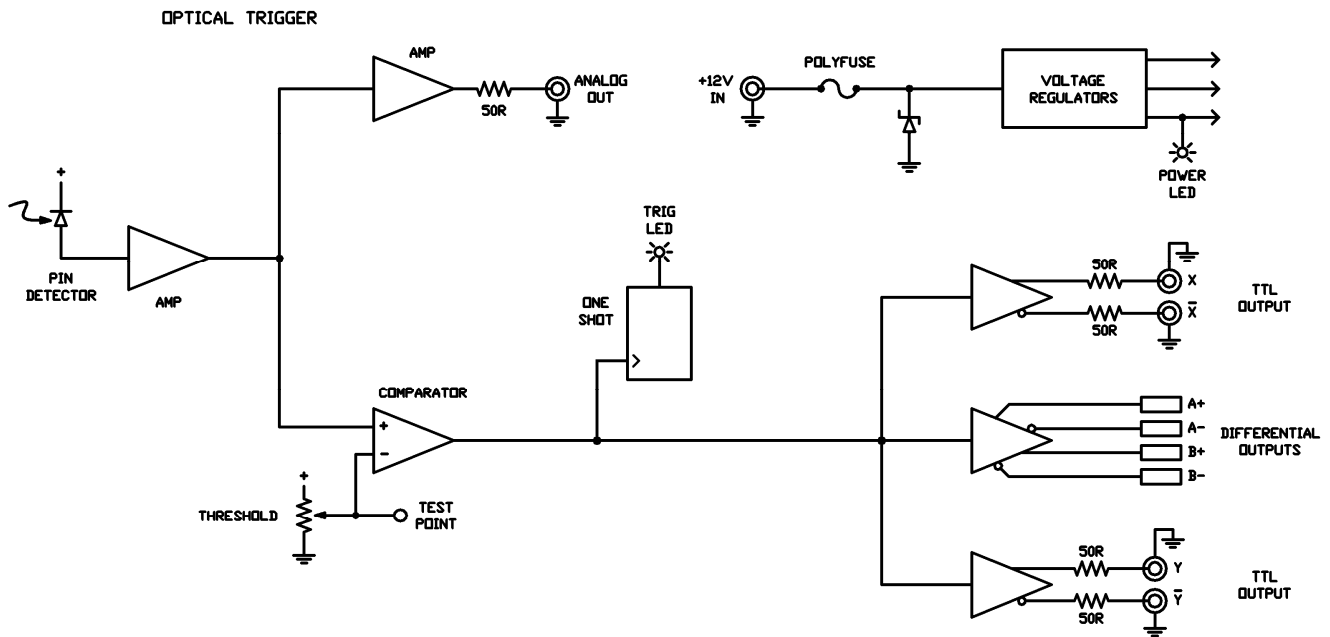 OPTICAL TRIGGER
AMP
50R
ANALOG
OUT
+12V
IN
POLYFUSE
VOLTAGE
REGULATORS
POWER
LED
+
PIN
DETECTOR
AMP
TRIG
LED
ONE
SHOT
COMPARATOR
+
-
+
THRESHOLD
TEST
POINT
50R
X
50R
X̅
TTL
OUTPUT
A+
A-
B+
B-
DIFFERENTIAL
OUTPUTS
50R
Y
50R
Y̅
TTL
OUTPUT